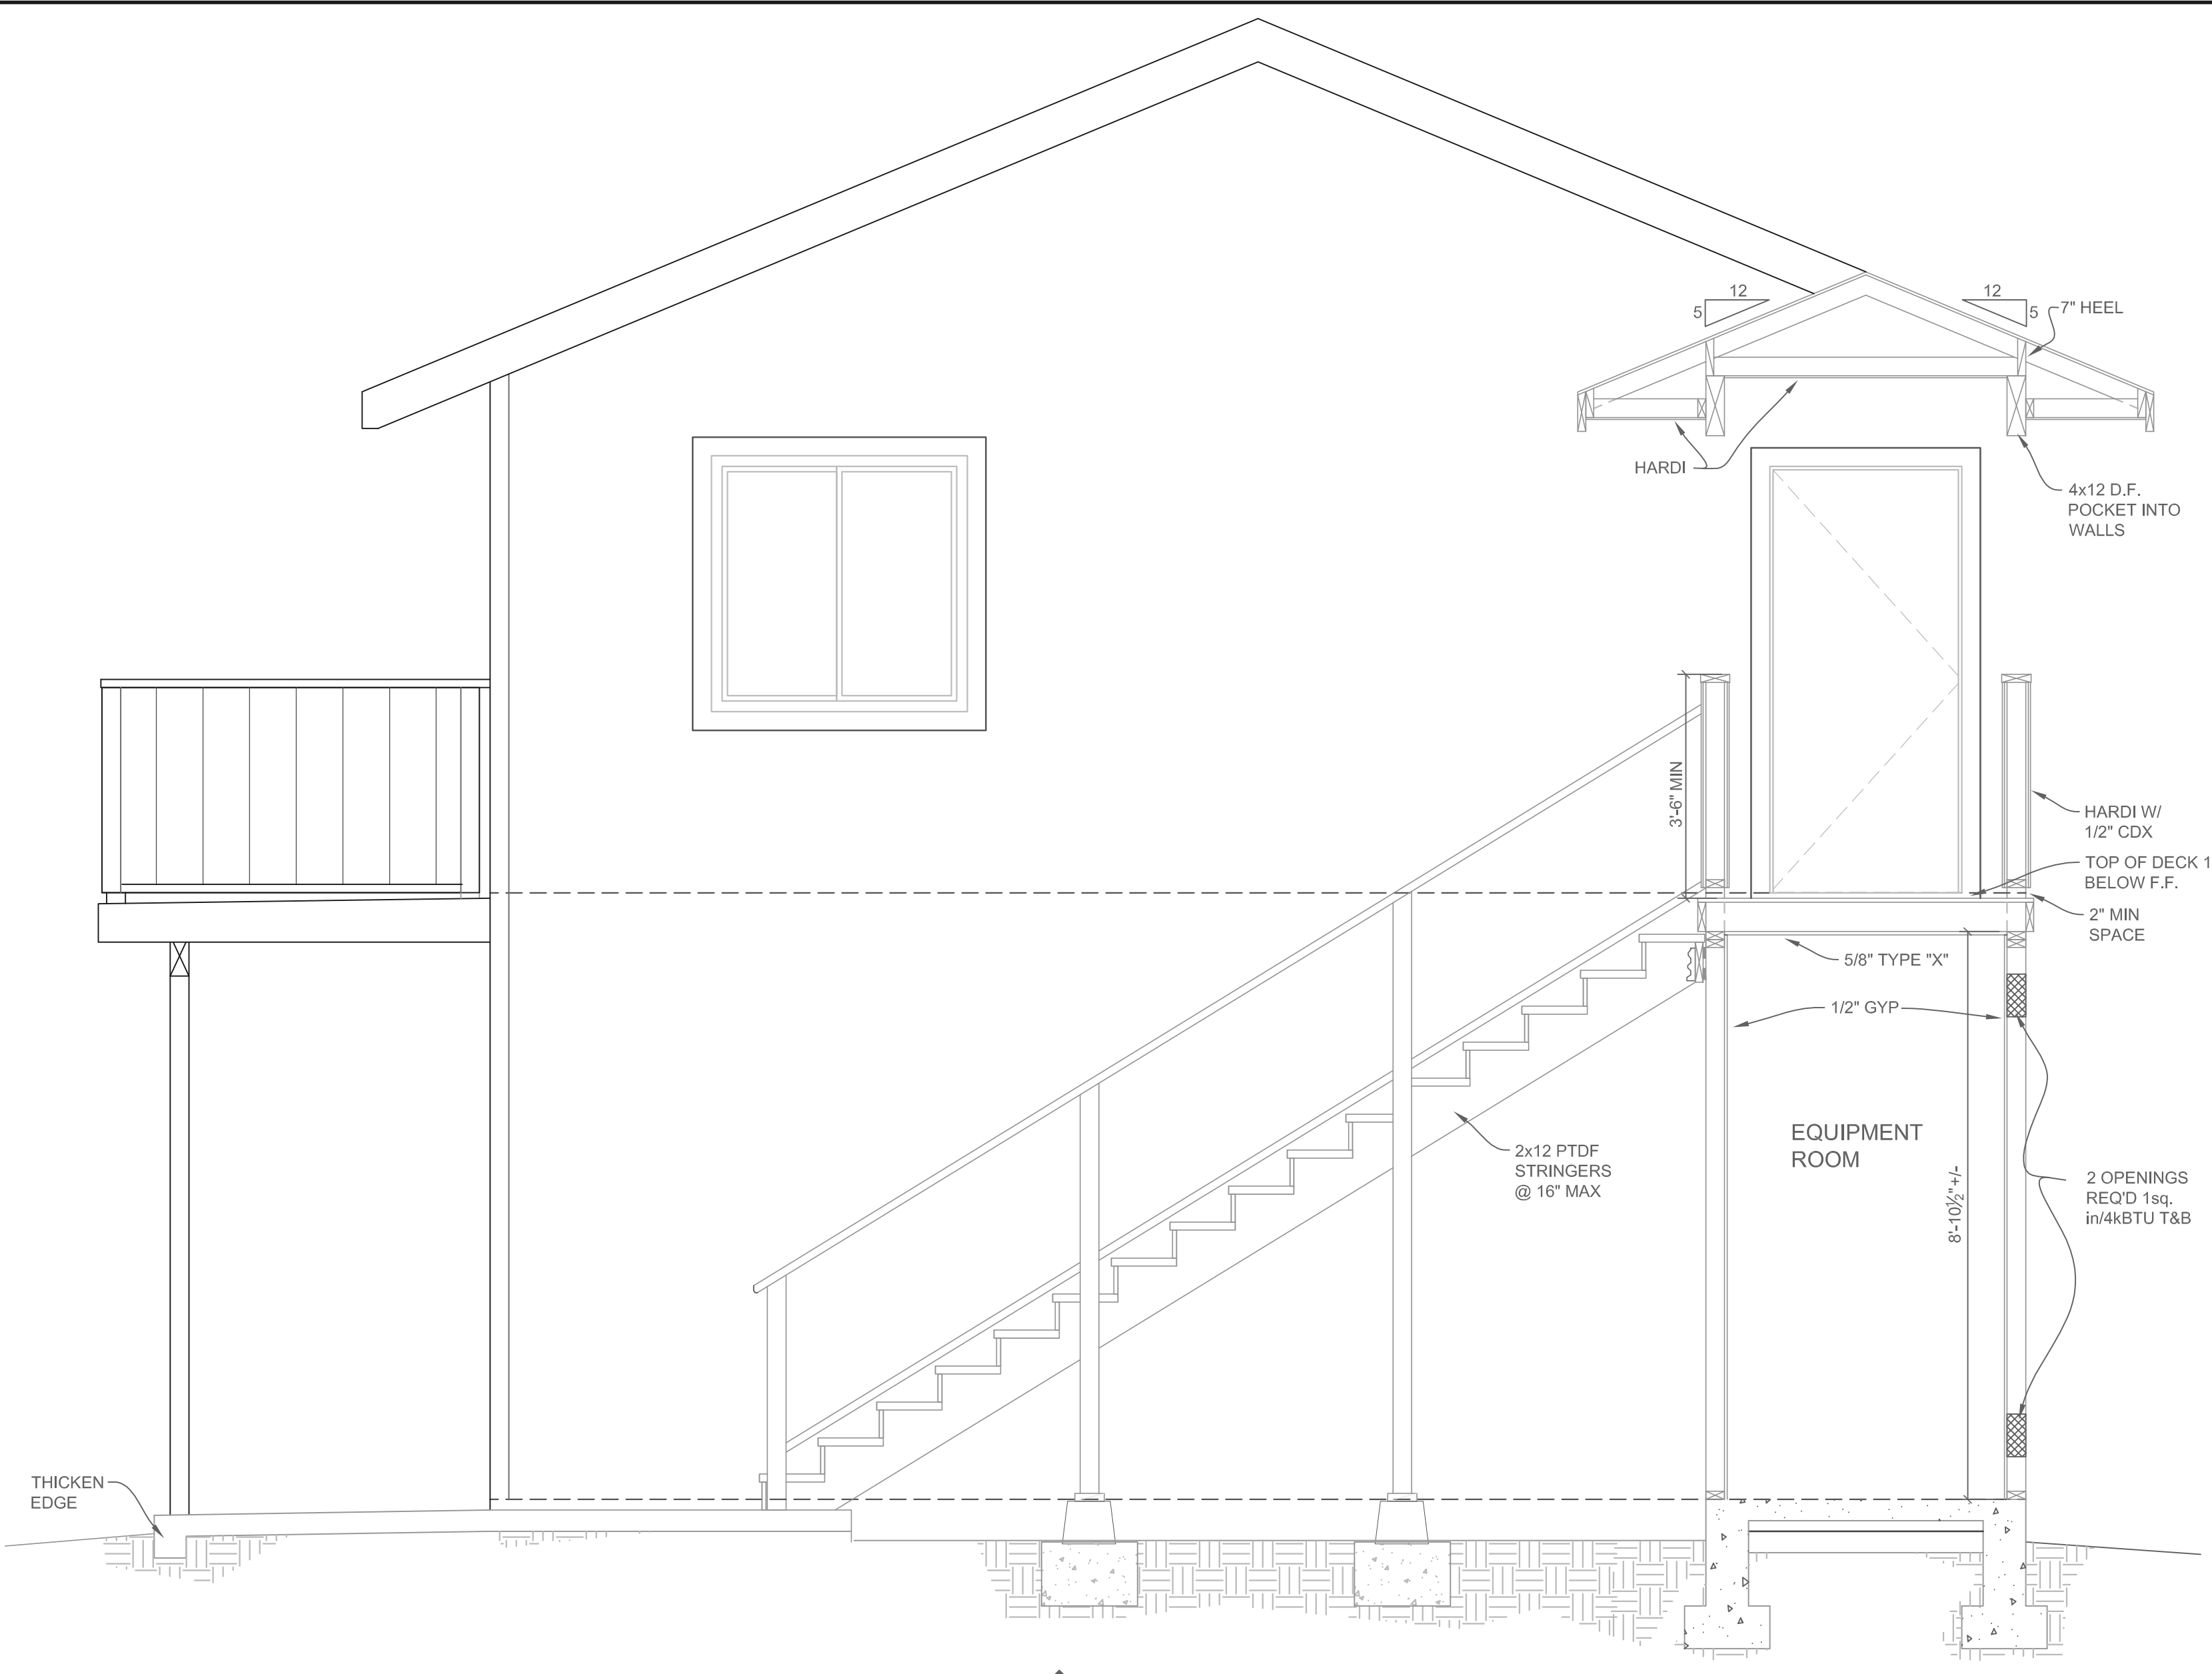 12
5
12
5
7" HEEL
HARDI
4x12 D.F.
POCKET INTO
WALLS
3'-6" MIN
HARDI W/
1/2" CDX
TOP OF DECK 1
BELOW F.F.
2" MIN
SPACE
5/8" TYPE "X"
1/2" GYP
EQUIPMENT
ROOM
2x12 PTDF
STRINGERS
@ 16" MAX
8'-10½"+/-
2 OPENINGS
REQ'D 1sq.
in/4kBTU T&B
THICKEN
EDGE